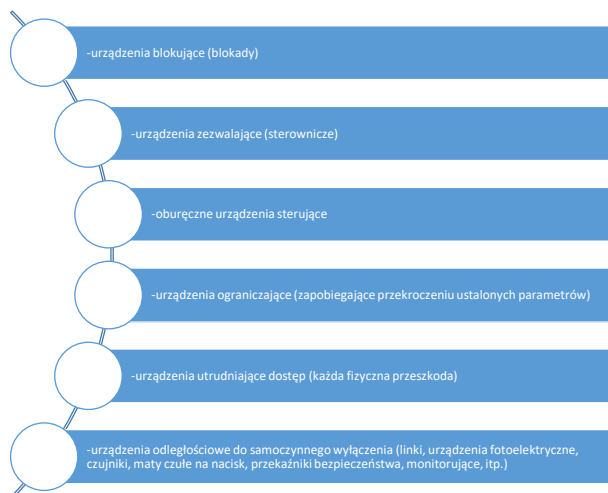 -urządzenia blokujące (blokady)
-urządzenia zezwalające (sterownicze)
-oburęczne urządzenia sterujące
-urządzenia ograniczające (zapobiegające przekroczeniu ustalonych parametrów)
-urządzenia utrudniające dostęp (każda fizyczna przeszkoda)
-urządzenia odległościowe do samoczynnego wyłączenia (linki, urządzenia fotoelektryczne,
czujniki, maty czułe na nacisk, przekaźniki bezpieczeństwa, monitorujące, itp.)